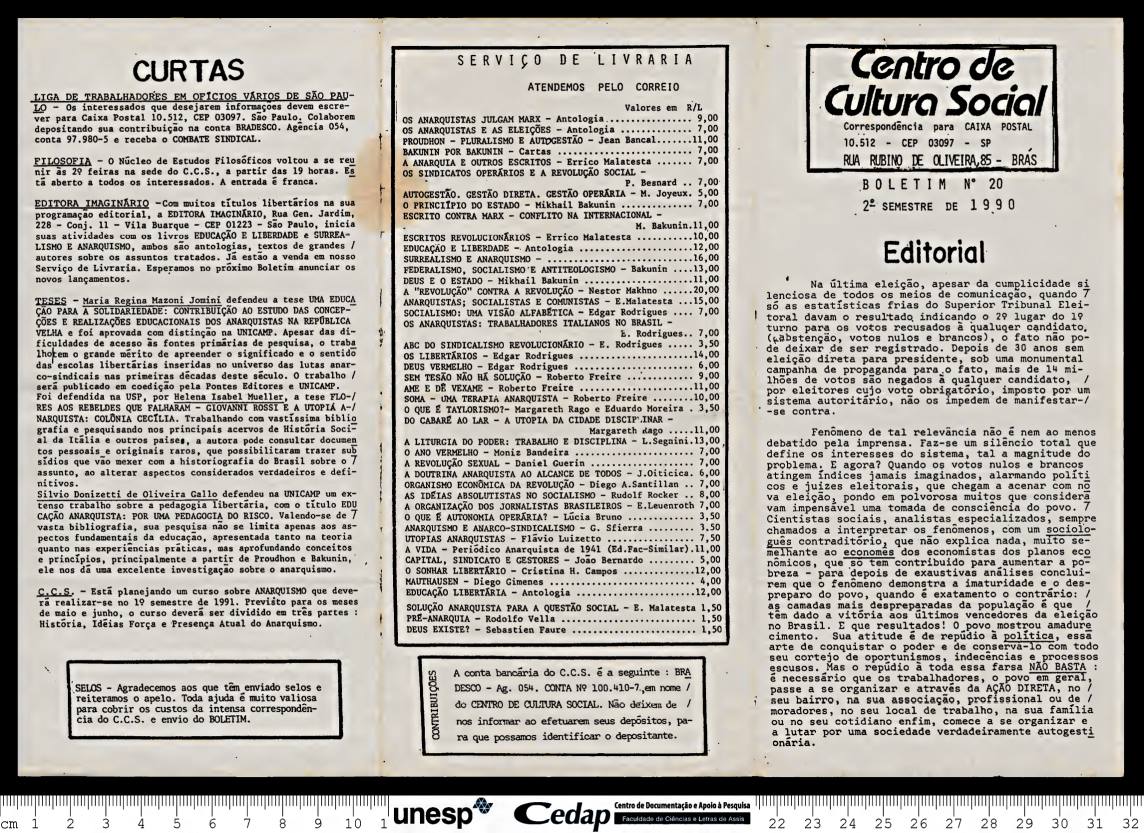 CURTAS
LIGA DE TRABALHADORES EM OFÍCIOS VÁRIOS DE SÃO PAU-
LO - Os interessados que desejarem informações devem escre-
ver para Caixa Postal 10.512, CEP 03097. São Paulo. Colaborem
depositando sua contribuição na conta BRADESCO. Agência 054,
conta 97.980-5 e receba o COMBATE SINDICAL.
FILOSOFIA - O Núcleo de Estudos Filosóficos voltou a se reu
nir às 2ª feiras na sede do C.C.S., a partir das 19 horas. Es
tá aberto a todos os interessados. A entrada é franca.
EDITORA IMAGINÁRIO -Com muitos títulos libertários na sua
programação editorial, a EDITORA IMAGINÁRIO, Rua Gen. Jardim,
228 - Conj. 11 - Vila Buarque - CEP 01223 - São Paulo, inicia
suas atividades com os livros EDUCAÇÃO E LIBERDADE e SURREA-
LISMO E ANARQUISMO, ambos são antologias, textos de grandes /
autores sobre os assuntos tratados. Já estão a venda em nosso
Serviço de Livraria. Esperamos no próximo Boletim anunciar os
novos lançamentos.
TESES - Maria Regina Mazoni Jomini defendeu a tese UMA EDUCA
ÇÃO PARA A SOLIDARIEDADE: CONTRIBUIÇÃO AO ESTUDO DAS CONCEP-
ÇÕES E REALIZAÇÕES EDUCACIONAIS DOS ANARQUISTAS NA REPÚBLICA
VELHA e foi aprovada com distinção na UNICAMP. Apesar das di-
ficuldades de acesso às fontes primárias de pesquisa, o traba
lho tem o grande mérito de apreender o significado e o sentido
das escolas libertárias inseridas no universo das lutas anar-
co-sindicalistas nas primeiras décadas deste século. O trabalho /
será publicado em coedição pela Pontes Editores e UNICAMP.
Foi defendida na USP, por Helena Isabel Mueller, a tese FLO-/
RES AOS REBELDES QUE FALHARAM - GIOVANNI ROSSI E A UTOPIA A-/
NARQUISTA: COLÔNIA CECÍLIA. Trabalhando com vastíssima biblio
grafia e pesquisando nos principais acervos de História Soci-
al da Itália e outros paises, a autora pode consultar documen
tos pessoais e originais raros, que possibilitaram trazer sub
sídios que vão mexer com a historiografia do Brasil sobre o /
assunto, ao alterar aspectos considerados verdadeiros e defi-
nitivos.
Silvio Donizetti de Oliveira Gallo defendeu na UNICAMP um ex-
tenso trabalho sobre a pedagogia libertária, com o título EDU
CAÇÃO ANARQUISTA: POR UMA PEDAGOGIA DO RISCO. Valendo-se de /
vasta bibliografia, sua pesquisa não se limita apenas aos as-
pectos fundamentais da educação, apresentada tanto na teoria
quanto nas experiências práticas, mas aprofundando conceitos
e princípios, principalmente a partir de Proudhon e Bakunin,
ele nos dá uma excelente investigação sobre o anarquismo.
C.C.S. - Está planejando um curso sobre ANARQUISMO que deve-
rá realizar-se no 1º semestre de 1991. Previsto para os meses
de maio e junho, o curso deverá ser dividido em três partes :
História, Idéias Força e Presença Atual do Anarquismo.
SELOS - Agradecemos aos que têm enviado selos e
reiteramos o apelo. Toda ajuda é muito valiosa
para cobrir os custos da intensa correspondên-
cia do C.C.S. e envio do BOLETIM.
SERVIÇO DE LIVRARIA
ATENDEMOS PELO CORREIO
Valores em R/L
OS ANARQUISTAS JULGAM MARX - Antologia ............... 9,00
OS ANARQUISTAS E AS ELEIÇÕES - Antologia ............ 7,00
PROUDHON - PLURALISMO E AUTOGESTÃO - Jean Bancal......11,00
BAKUNIN POR BAKUNIN - Cartas ........................ 7,00
A ANARQUIA E OUTROS ESCRITOS - Errico Malatesta ..... 7,00
OS SINDICATOS OPERÁRIOS E A REVOLUÇÃO SOCIAL -
P. Besnard .. 7,00
AUTOGESTÃO. GESTÃO DIRETA. GESTÃO OPERÁRIA - M. Joyeux. 5,00
O PRINCÍPIO DO ESTADO - Mikhail Bakunin ............. 7,00
ESCRITO CONTRA MARX - CONFLITO NA INTERNACIONAL -
M. Bakunin.11,00
ESCRITOS REVOLUCIONÁRIOS - Errico Malatesta ..........10,00
EDUCAÇÃO E LIBERDADE - Antologia ....................12,00
SURREALISMO E ANARQUISMO - ..........................16,00
FEDERALISMO, SOCIALISMO E ANTITEOLOGISMO - Bakunin ....13,00
DEUS E O ESTADO - Mikhail Bakunin ...................11,00
A "REVOLUÇÃO" CONTRA A REVOLUÇÃO - Nestor Makhno ......20,00
ANARQUISTAS; SOCIALISTAS E COMUNISTAS - E.Malatesta ...15,00
SOCIALISMO: UMA VISÃO ALFABÉTICA - Edgar Rodrigues .... 7,00
OS ANARQUISTAS: TRABALHADORES ITALIANOS NO BRASIL -
E. Rodrigues.. 7,00
ABC DO SINDICALISMO REVOLUCIONÁRIO - E. Rodrigues ..... 3,50
OS LIBERTÁRIOS - Edgar Rodrigues ....................14,00
DEUS VERMELHO - Edgar Rodrigues ..................... 6,00
SEM TESÃO NÃO HÁ SOLUÇÃO - Roberto Freire ........... 9,00
AME E DÊ VEXAME - Roberto Freire ....................11,00
SOMA - UMA TERAPIA ANARQUISTA - Roberto Freire ........10,00
O QUE É TAYLORISMO?- Margareth Rago e Eduardo Moreira . 3,50
DO CABARÉ AO LAR - A UTOPIA DA CIDADE DISCIPLINAR -
Margareth Rago .....11,00
A LITURGIA DO PODER: TRABALHO E DISCIPLINA - L.Segnini.13,00
O ANO VERMELHO - Moniz Bandeira ..................... 7,00
A REVOLUÇÃO SEXUAL - Daniel Guerin .................. 7,00
A DOUTRINA ANARQUISTA AO ALCANCE DE TODOS - J.Oiticica. 6,00
ORGANISMO ECONÔMICA DA REVOLUÇÃO - Diego A.Santillan .. 7,00
AS IDÉIAS ABSOLUTISTAS NO SOCIALISMO - Rudolf Rocker .. 8,00
A ORGANIZAÇÃO DOS JORNALISTAS BRASILEIROS - E.Leuenroth 7,00
O QUE É AUTONOMIA OPERÁRIA? - Lúcia Bruno ........... 3,50
ANARQUISMO E ANARCO-SINDICALISMO - G. Sfierra ......... 3,50
UTOPIAS ANARQUISTAS - Flávio Luizetto ............... 7,50
A VIDA - Periódico Anarquista de 1941 (Ed.Fac-Similar).11,00
CAPITAL, SINDICATO E GESTORES - João Bernardo ......... 5,00
O SONHAR LIBERTÁRIO - Cristina H. Campos ............12,00
MAUTHAUSEN - Diego Gimenes .......................... 4,00
EDUCAÇÃO LIBERTÁRIA - Antologia .....................12,00
SOLUÇÃO ANARQUISTA PARA A QUESTÃO SOCIAL - E. Malatesta 1,50
PRÉ-ANARQUIA - Rodolfo Vella ........................ 1,50
DEUS EXISTE? - Sebastien Faure ...................... 1,50
CONTRIBUIÇÕES
A conta bancária do C.C.S. é a seguinte : BRA
DESCO - Ag. 054. CONTA Nº 100.410-7,em nome /
do CENTRO DE CULTURA SOCIAL. Não deixem de /
nos informar ao efetuarem seus depósitos, pa-
ra que possamos identificar o depositante.
Centro de
Cultura Social
Correspondência para CAIXA POSTAL
10.512 - CEP 03097 - SP
RUA RUBINO DE OLIVEIRA,85 - BRÁS
BOLETIM Nº 20
2º SEMESTRE DE 1990
Editorial
Na última eleição, apesar da cumplicidade si
lenciosa de todos os meios de comunicação, quando /
só as estatísticas frias do Superior Tribunal Elei-
toral davam o resultado indicando o 2º lugar do 1º
turno para os votos recusados à qualuqer candidato,
(abstenção, votos nulos e brancos), o fato não po-
de deixar de ser registrado. Depois de 30 anos sem
eleição direta para presidente, sob uma monumental
campanha de propaganda para o fato, mais de 14 mi-
lhões de votos são negados à qualquer candidato, /
por eleitores cujo voto obrigatório, imposto por um
sistema autoritário, não os impedem de manifestar-/
-se contra.
Fenômeno de tal relevância não é nem ao menos
debatido pela imprensa. Faz-se um silêncio total que
define os interesses do sistema, tal a magnitude do
problema. E agora? Quando os votos nulos e brancos
atingem índices jamais imaginados, alarmando políti
cos e juizes eleitorais, que chegam a acenar com no
va eleição, pondo em polvorosa muitos que considera
vam impensável uma tomada de consciência do povo. /
Cientistas sociais, analistas especializados, sempre
chamados a interpretar os fenômenos, com um sociolo-
guês contraditório, que não explica nada, muito se-
melhante ao economês dos economistas dos planos eco
nômicos, que só tem contribuido para aumentar a po-
breza - para depois de exaustivas análises concluí-
rem que o fenômeno demonstra a imaturidade e o des-
preparo do povo, quando é exatamento o contrário: /
as camadas mais despreparadas da população é que /
têm dado a vitória aos últimos vencedores da eleição
no Brasil. E que resultados! O povo mostrou amadure
cimento. Sua atitude é de repúdio à política, essa
arte de conquistar o poder e de conservá-lo com todo
seu cortejo de oportunismos, indecências e processos
escusos. Mas o repúdio à toda essa farsa NÃO BASTA :
é necessário que os trabalhadores, o povo em geral,
passe a se organizar e através da AÇÃO DIRETA, no /
seu bairro, na sua associação, profissional ou de /
moradores, no seu local de trabalho, na sua família
ou no seu cotidiano enfim, comece a se organizar e
a lutar por uma sociedade verdadeiramente autogesti
onária.
cm 1 2 3 4 5 6 7 8 9 10 1
unesp
Cedap
Centro de Documentação e Apoio à Pesquisa
Faculdade de Ciências e Letras de Assis
22 23 24 25 26 27 28 29 30 31 32